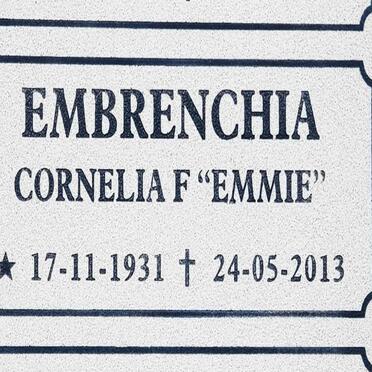 EMBRENCHIA
CORNELIA F “EMMIE”
★ 17-11-1931 † 24-05-2013